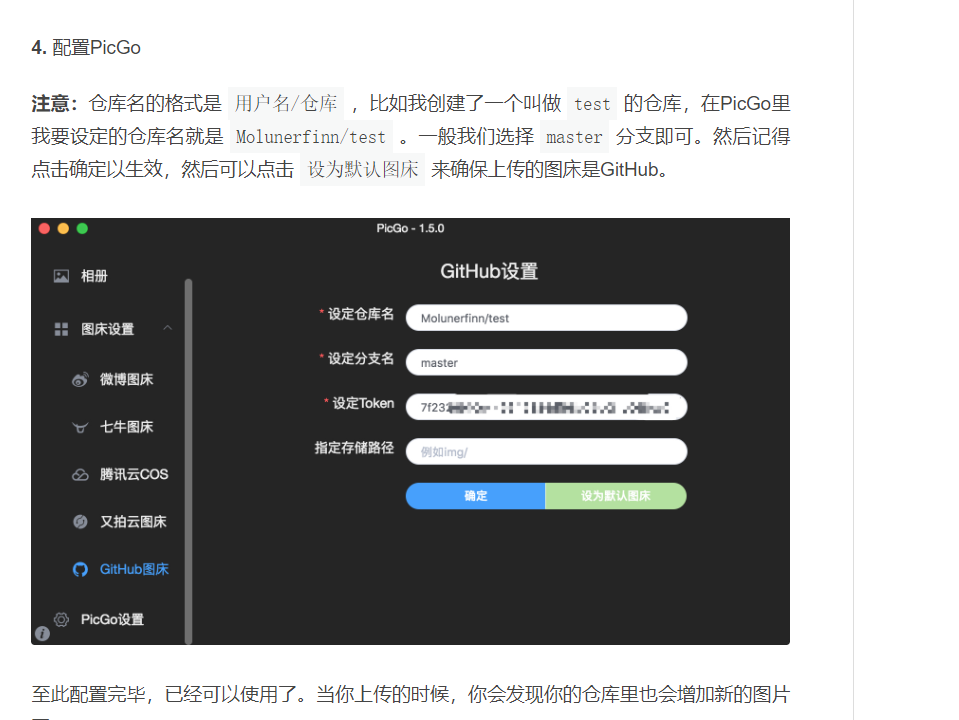 4. 配置PicGo
注意：仓库名的格式是 用户名/仓库 ，比如我创建了一个叫做 test 的仓库，在PicGo里
我要设定的仓库名就是 Molunerfinn/test 。一般我们选择 master 分支即可。然后记得
点击确定以生效，然后可以点击 设为默认图床 来确保上传的图床是GitHub。
PicGo - 1.5.0
相册
图床设置
微博图床
七牛图床
腾讯云COS
又拍云图床
GitHub图床
PicGo设置
GitHub设置
* 设定仓库名 Molunerfinn/test
* 设定分支名 master
* 设定Token 7f232
指定存储路径 例如img/
确定 设为默认图床
至此配置完毕，已经可以使用了。当你上传的时候，你会发现你的仓库里也会增加新的图片